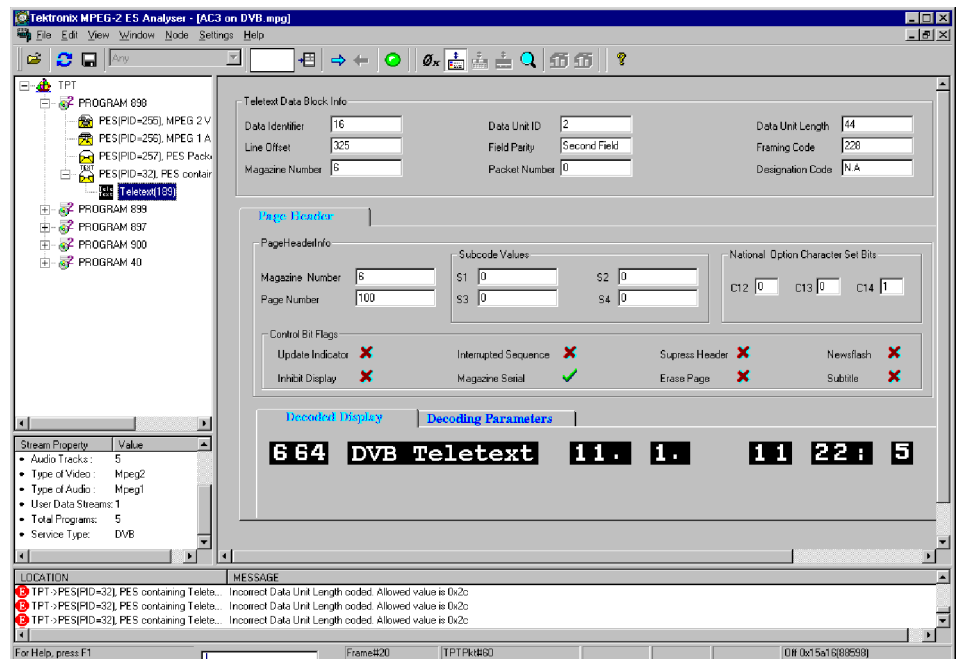 Tektronix MPEG-2 ES Analyser - [AC3 on DVB.mpg]
File Edit View Window Node Settings Help
Any
TPT
PROGRAM 898
PES(PID=255), MPEG 2 V
PES(PID=256), MPEG 1 A
PES(PID=257), PES Packe
PES(PID=32), PES contain
Teletext(189)
PROGRAM 899
PROGRAM 897
PROGRAM 900
PROGRAM 40
Teletext Data Block Info
Data Identifier 16 Data Unit ID 2 Data Unit Length 44
Line Offset 325 Field Parity Second Field Framing Code 228
Magazine Number 6 Packet Number 0 Designation Code N.A
Page Header
PageHeaderInfo
Magazine Number 6
Page Number 100
Subcode Values
S1 0 S2 0
S3 0 S4 0
National Option Character Set Bits
C12 0 C13 0 C14 1
Control Bit Flags
Update Indicator Interrupted Sequence Supress Header Newsflash
Inhibit Display Magazine Serial Erase Page Subtitle
Decoded Display Decoding Parameters
664 DVB Teletext 11. 1. 11 22: 5
Stream Property Value
Audio Tracks : 5
Type of Video : Mpeg2
Type of Audio : Mpeg1
User Data Streams: 1
Total Programs: 5
Service Type: DVB
LOCATION MESSAGE
TPT->PES(PID=32), PES containing Telete... Incorrect Data Unit Length coded. Allowed value is 0x2c
TPT->PES(PID=32), PES containing Telete... Incorrect Data Unit Length coded. Allowed value is 0x2c
TPT->PES(PID=32), PES containing Telete... Incorrect Data Unit Length coded. Allowed value is 0x2c
For Help, press F1 Frame#20 TPTPkt#60 Off 0x15a16(88598)